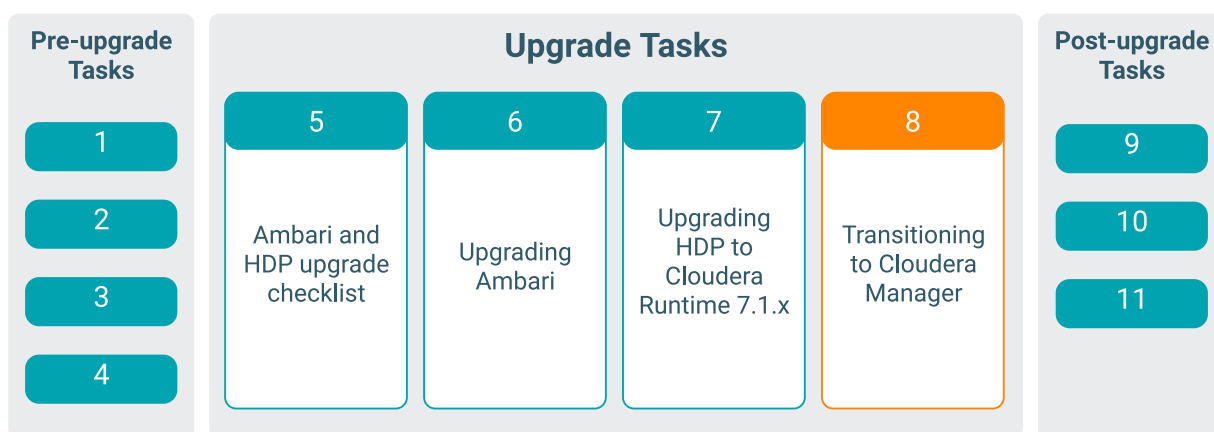 Pre-upgrade
Tasks
1
2
3
4
Upgrade Tasks
5
Ambari and
HDP upgrade
checklist
6
Upgrading
Ambari
7
Upgrading
HDP to
Cloudera
Runtime 7.1.x
8
Transitioning
to Cloudera
Manager
Post-upgrade
Tasks
9
10
11